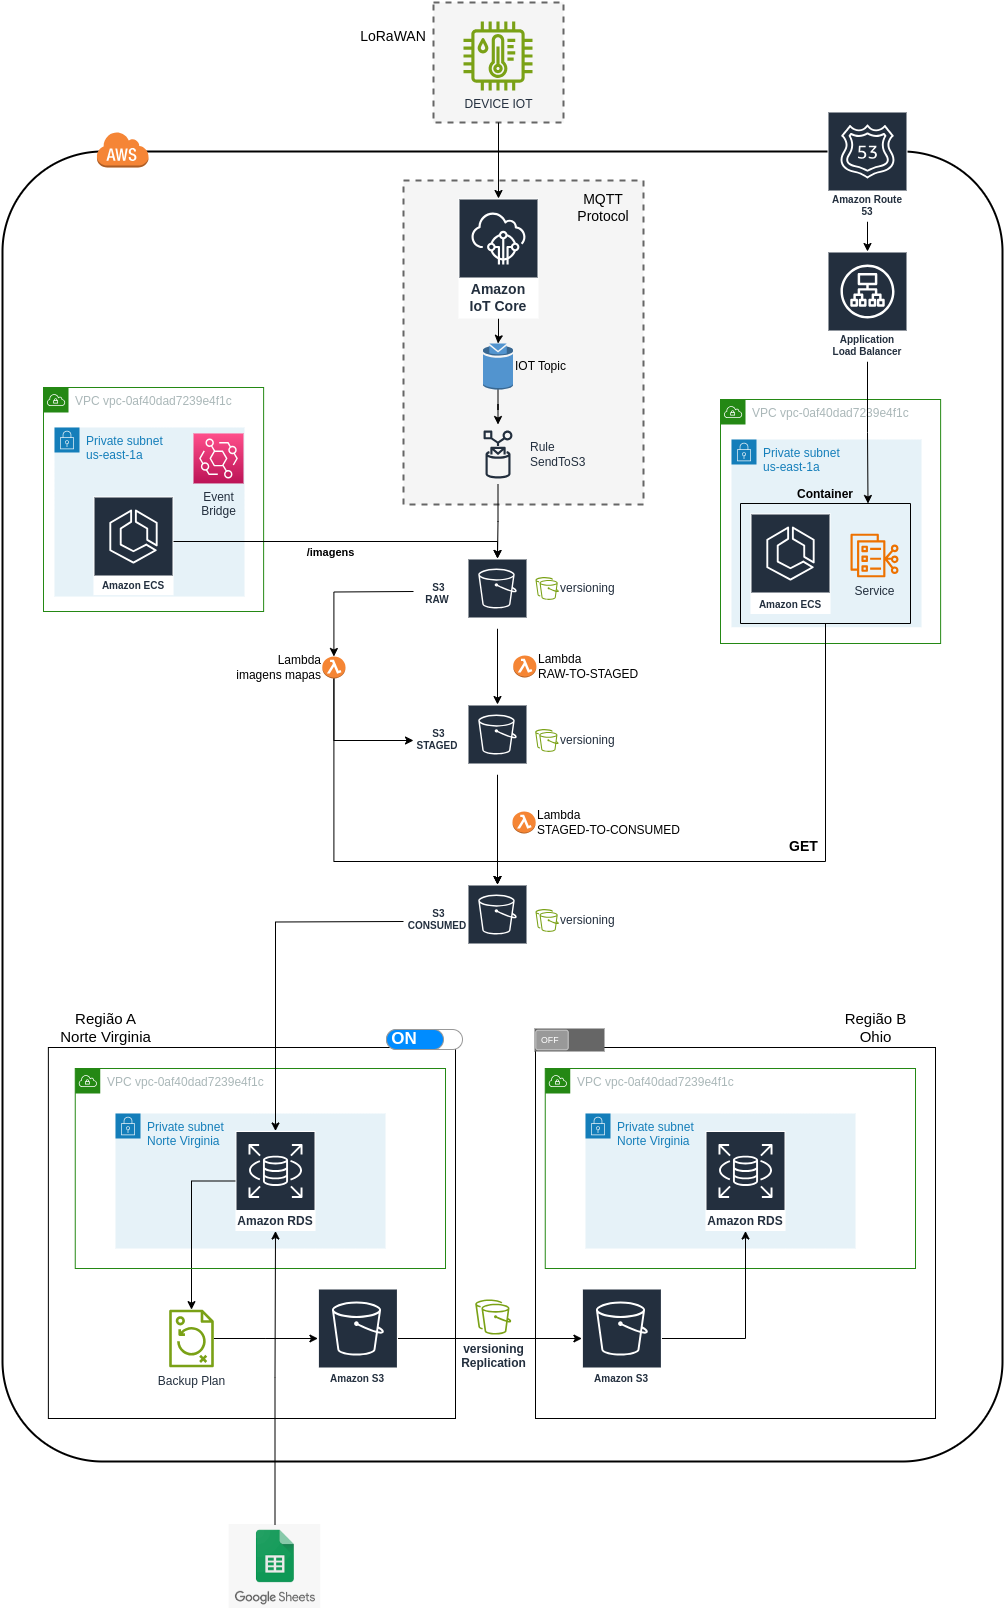 LoRaWAN
DEVICE IOT
AWS
53
Amazon Route
53
MQTT
Protocol
Amazon
IoT Core
Application
Load Balancer
IOT Topic
VPC vpc-0af40dad7239e4f1c
Private subnet
us-east-1a
Event
Bridge
Amazon ECS
/imagens
Rule
SendToS3
VPC vpc-0af40dad7239e4f1c
Private subnet
us-east-1a
Container
Amazon ECS
Service
S3
RAW
versioning
Lambda
imagens mapas
Lambda
RAW-TO-STAGED
S3
STAGED
versioning
Lambda
STAGED-TO-CONSUMED
GET
S3
CONSUMED
versioning
Região A
Norte Virginia
ON
VPC vpc-0af40dad7239e4f1c
Private subnet
Norte Virginia
Amazon RDS
Backup Plan
Amazon S3
versioning
Replication
OFF
Região B
Ohio
VPC vpc-0af40dad7239e4f1c
Private subnet
Norte Virginia
Amazon RDS
Amazon S3
Google Sheets